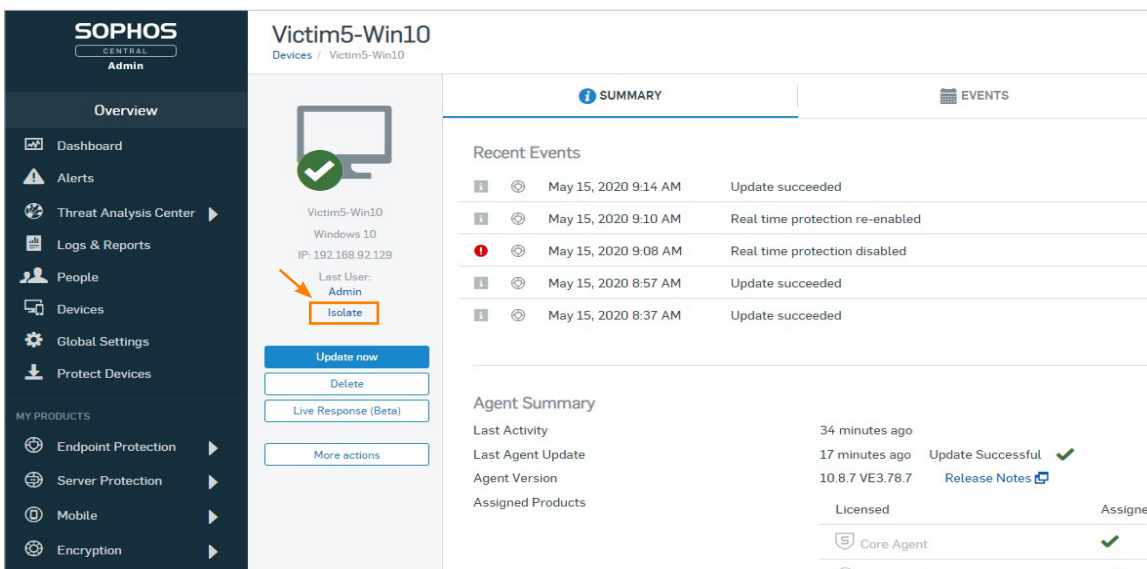 SOPHOS
CENTRAL
Admin
Overview
Dashboard
Alerts
Threat Analysis Center
Logs & Reports
People
Devices
Global Settings
Protect Devices
MY PRODUCTS
Endpoint Protection
Server Protection
Mobile
Encryption
Victim5-Win10
Devices / Victim5-Win10
Victim5-Win10
Windows 10
IP: 192.168.92.129
Last User:
Admin
Isolate
Update now
Delete
Live Response (Beta)
More actions
SUMMARY
EVENTS
Recent Events
May 15, 2020 9:14 AM Update succeeded
May 15, 2020 9:10 AM Real time protection re-enabled
May 15, 2020 9:08 AM Real time protection disabled
May 15, 2020 8:57 AM Update succeeded
May 15, 2020 8:37 AM Update succeeded
Agent Summary
Last Activity 34 minutes ago
Last Agent Update 17 minutes ago Update Successful
Agent Version 10.8.7 VE3.78.7 Release Notes
Assigned Products
Licensed Assigne
Core Agent